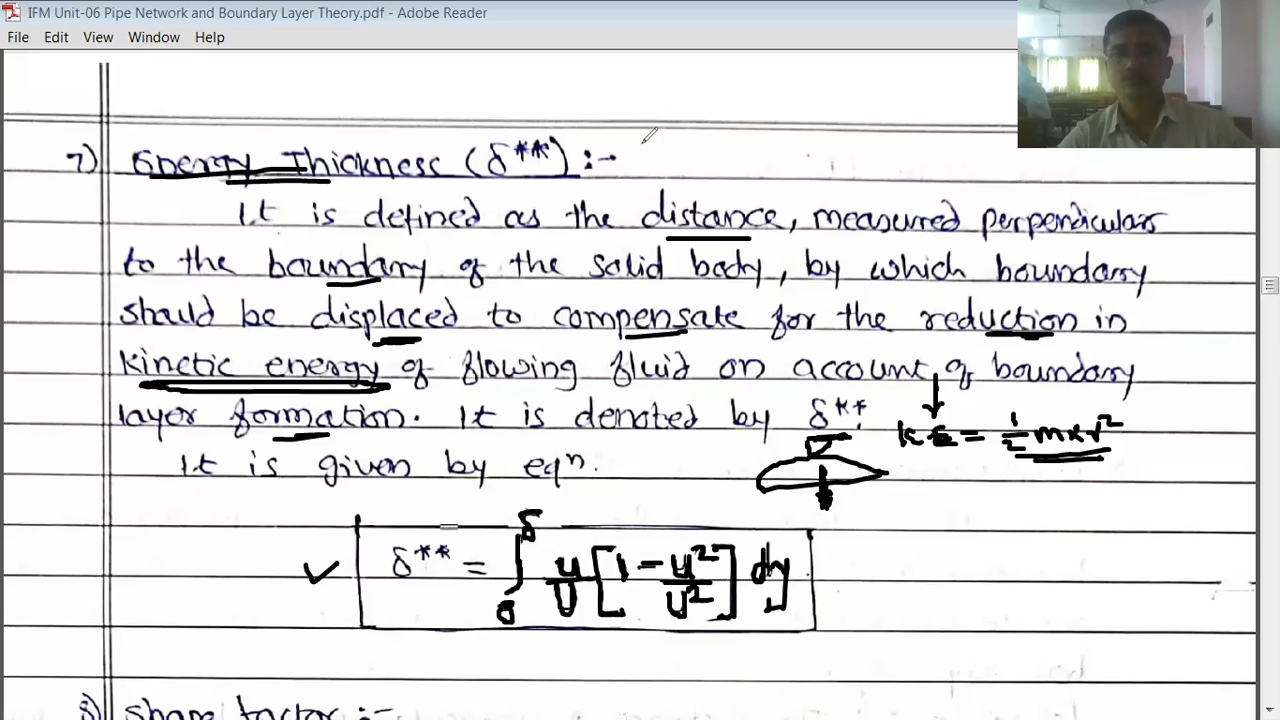 IFM Unit-06 Pipe Network and Boundary Layer Theory.pdf - Adobe Reader
File Edit View Window Help
7) Energy Thickness (δ**) :-
It is defined as the distance, measured perpendicular
to the boundary of the solid body, by which boundary
should be displaced to compensate for the reduction in
kinetic energy of flowing fluid on account of boundary
layer formation. It is denoted by δ**.
K E = 1/2 m x v²
It is given by eqn.
δ** = ∫₀^δ u/U [1 - u²/U²] dy
8) shape factor :-